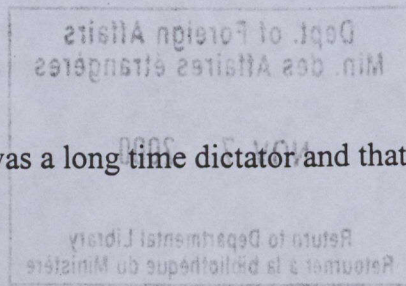 Dept. of Foreign Affairs
Min. des Affaires étrangères
NOV 2000
was a long time dictator and that
Return to Departmental Library
Retourner à la bibliothèque du Ministère